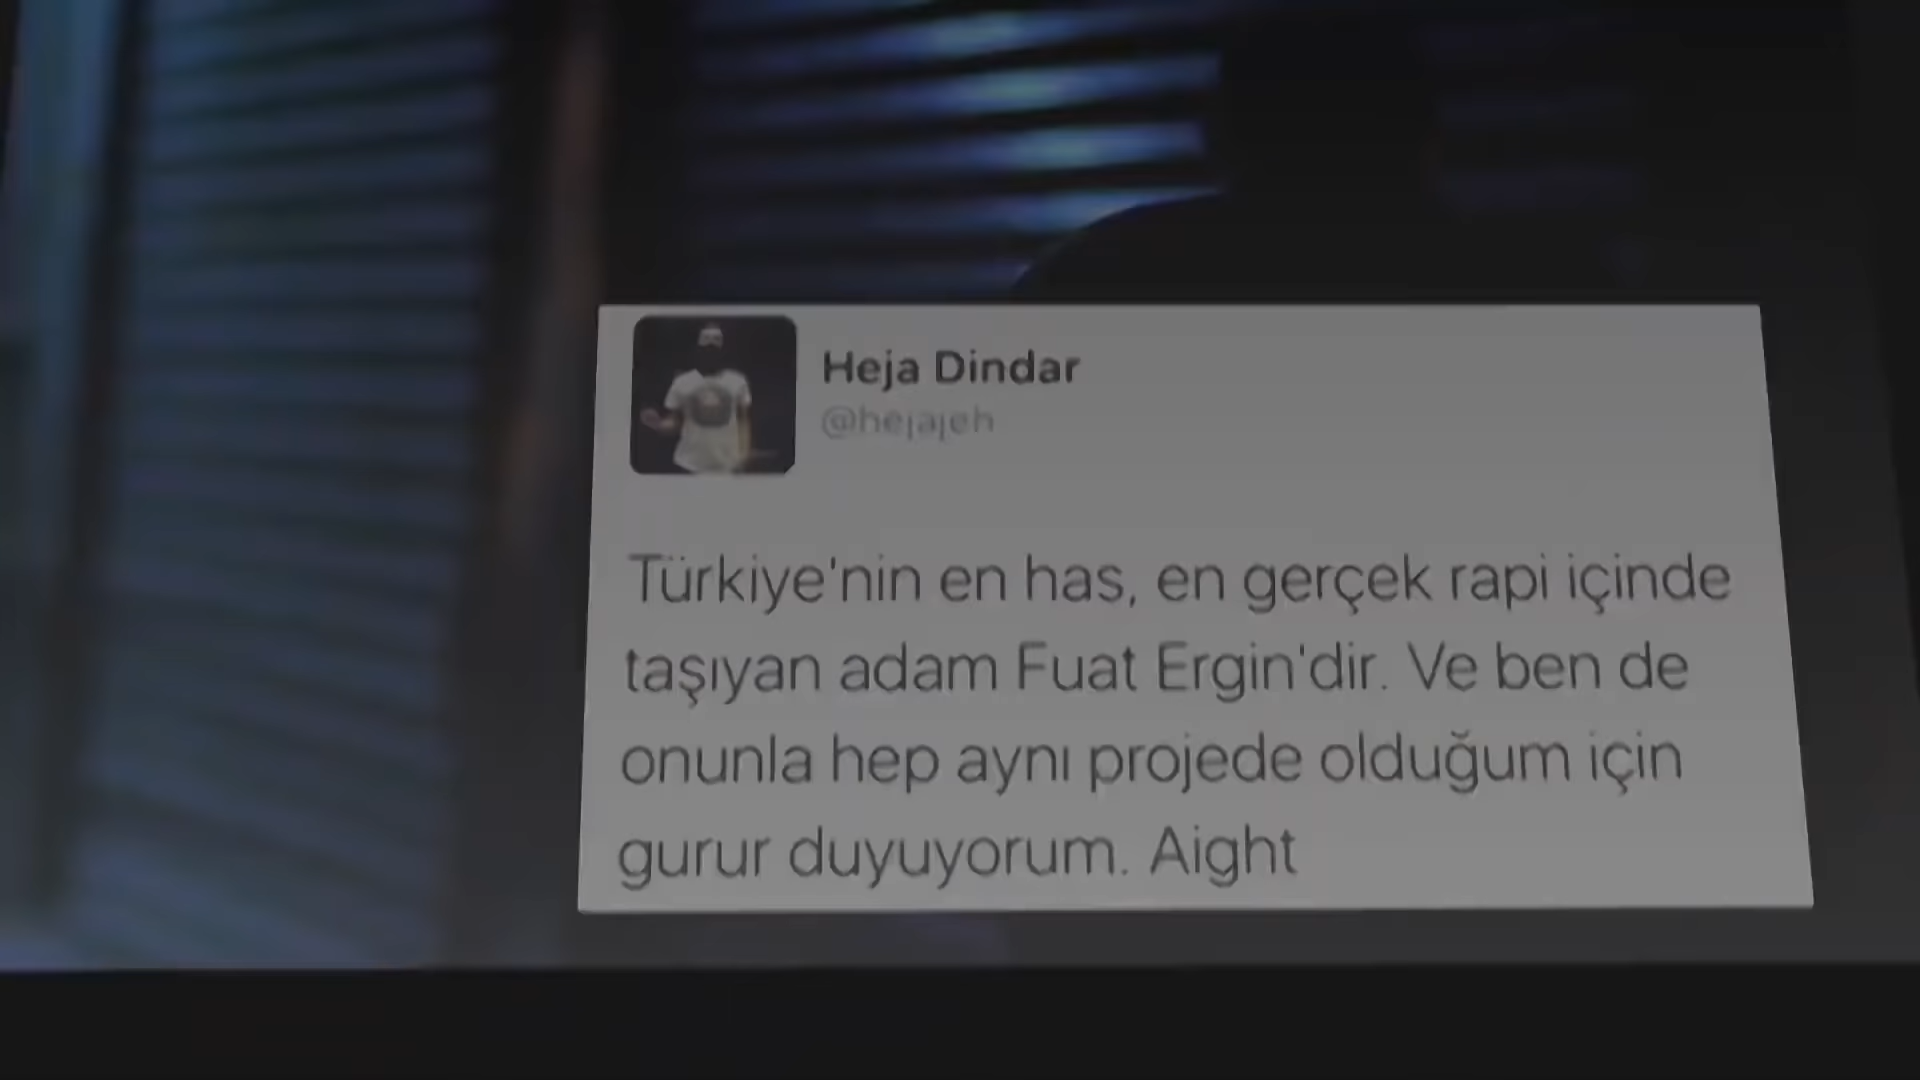 Heja Dindar
@hejajeh
Türkiye'nin en has, en gerçek rapi içinde
taşıyan adam Fuat Ergin'dir. Ve ben de
onunla hep aynı projede olduğum için
gurur duyuyorum. Aight